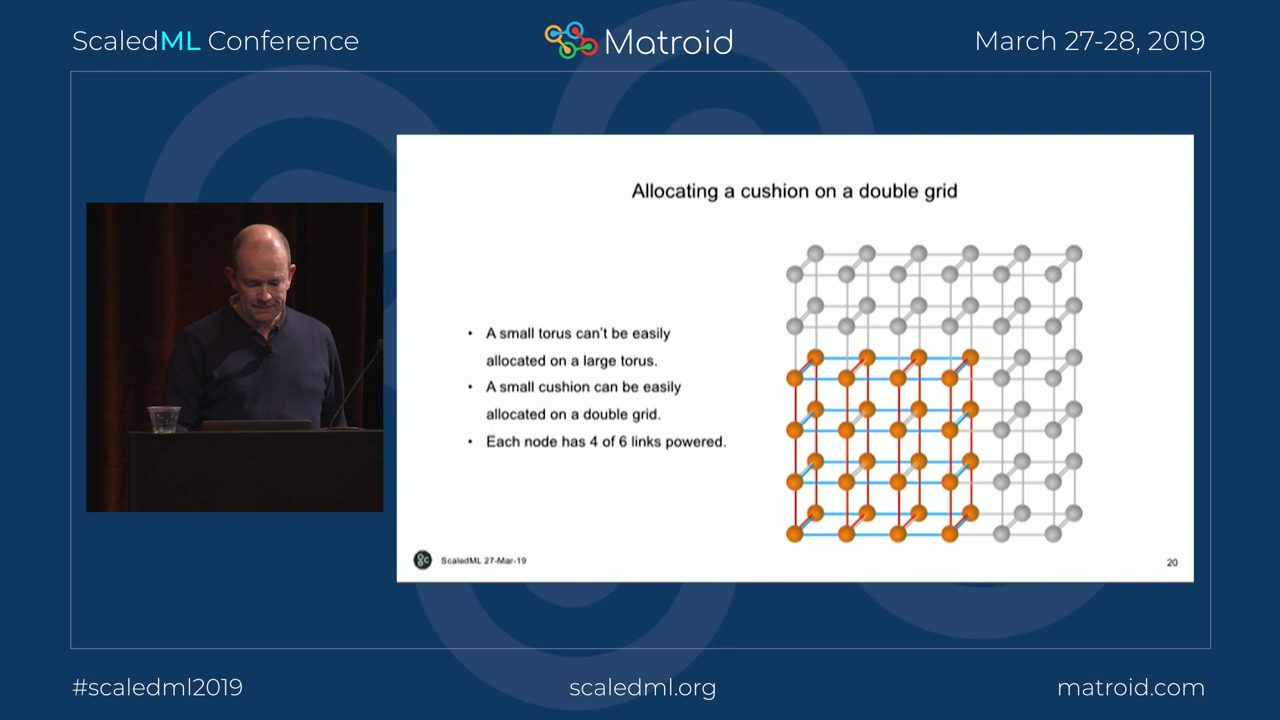 ScaledML Conference
Matroid
March 27-28, 2019
Allocating a cushion on a double grid
• A small torus can't be easily
allocated on a large torus.
• A small cushion can be easily
allocated on a double grid.
• Each node has 4 of 6 links powered.
ScaledML 27-Mar-19
20
#scaledml2019
scaledml.org
matroid.com